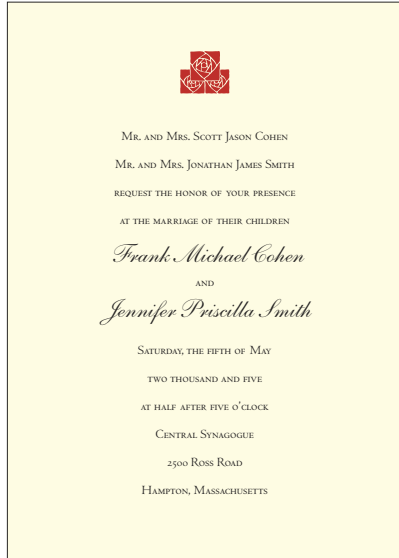 Mr. and Mrs. Scott Jason Cohen
Mr. and Mrs. Jonathan James Smith
request the honor of your presence
at the marriage of their children
Frank Michael Cohen
and
Jennifer Priscilla Smith
Saturday, the fifth of May
two thousand and five
at half after five o'clock
Central Synagogue
2500 Ross Road
Hampton, Massachusetts